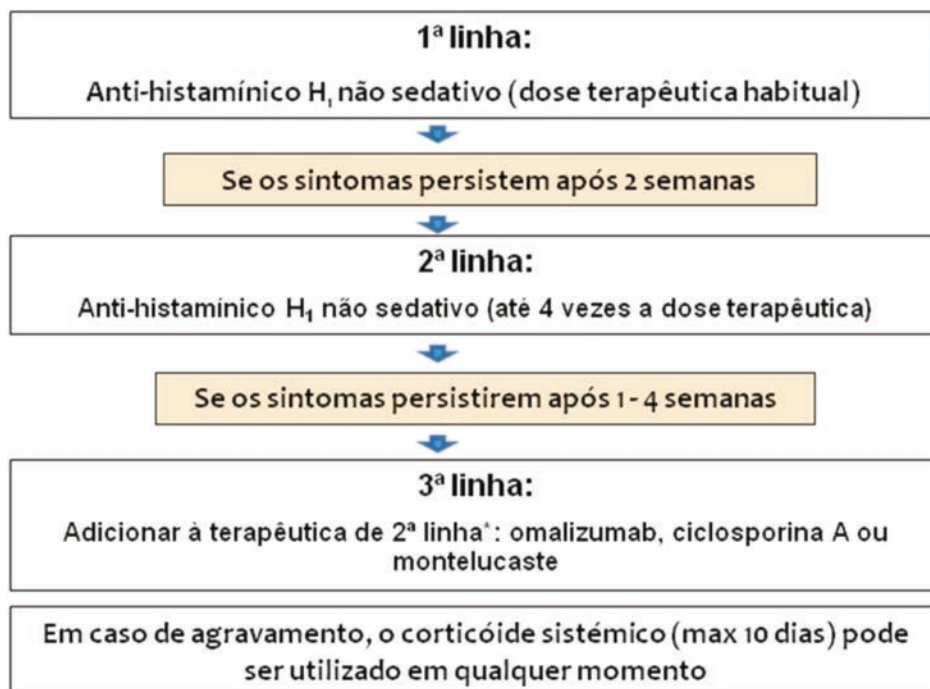 1ª linha:
Anti-histamínico H₁ não sedativo (dose terapêutica habitual)
Se os sintomas persistem após 2 semanas
2ª linha:
Anti-histamínico H₁ não sedativo (até 4 vezes a dose terapêutica)
Se os sintomas persistirem após 1 - 4 semanas
3ª linha:
Adicionar à terapêutica de 2ª linha*: omalizumab, ciclosporina A ou
montelucaste
Em caso de agravamento, o corticóide sistémico (max 10 dias) pode
ser utilizado em qualquer momento